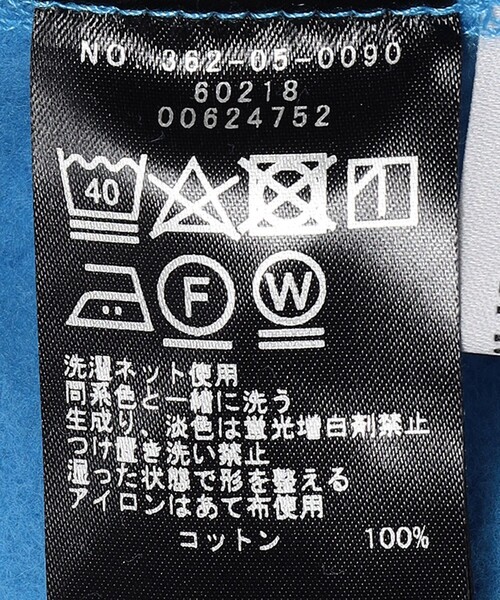 NO 362-05-0090
60218
00624752
40
F W
洗濯ネット使用
同系色と一緒に洗う
生成り、淡色は蛍光増白剤禁止
つけ置き洗い禁止
湿った状態で形を整える
アイロンはあて布使用
コットン 100%